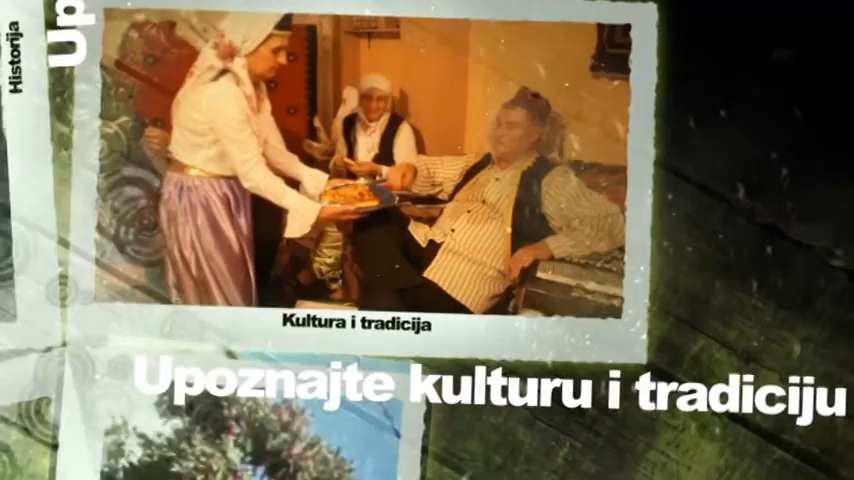 Historija
Up
Kultura i tradicija
Upoznajte kulturu i tradiciju